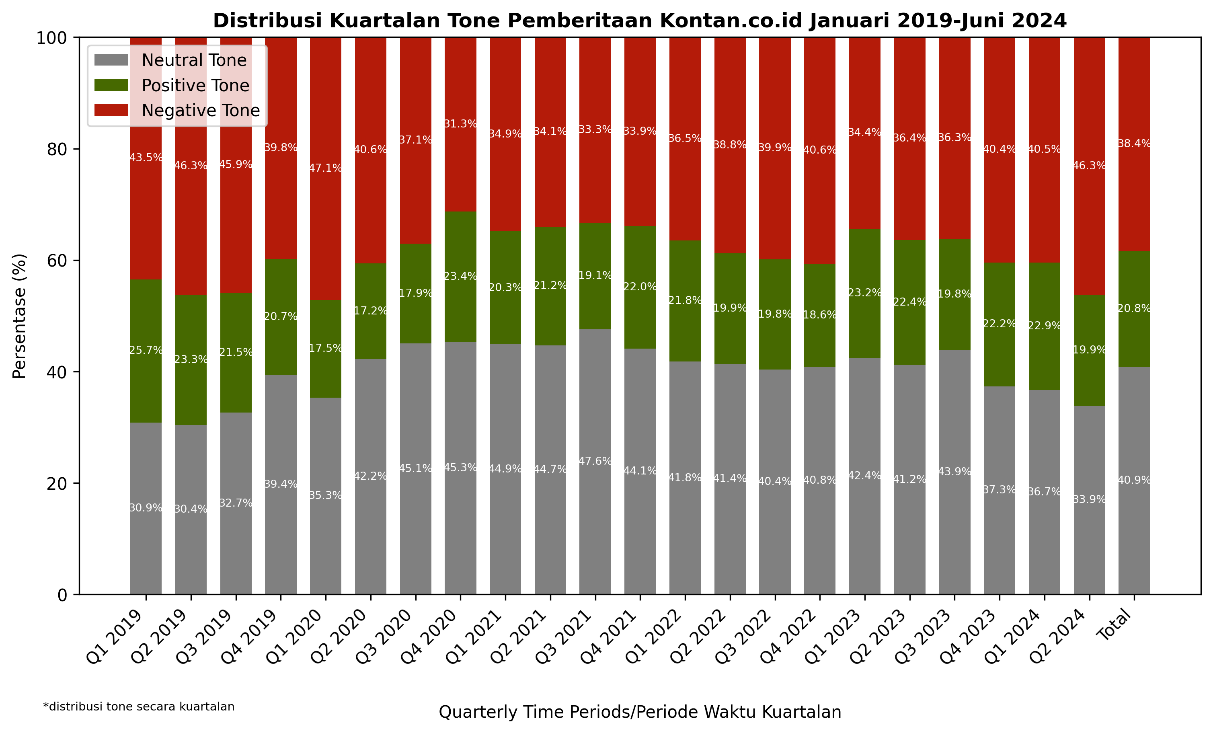 Distribusi Kuartalan Tone Pemberitaan Kontan.co.id Januari 2019-Juni 2024
Neutral Tone
Positive Tone
Negative Tone
Persentase (%)
100
80
60
40
20
0
43.5% 46.3% 45.9% 39.8% 47.1% 40.6% 37.1% 31.3% 34.9% 34.1% 33.3% 33.9% 36.5% 38.8% 39.9% 40.6% 34.4% 36.4% 36.3% 40.4% 40.5% 46.3% 38.4%
25.7% 23.3% 21.5% 20.7% 17.5% 17.2% 17.9% 23.4% 20.3% 21.2% 19.1% 22.0% 21.8% 19.9% 19.8% 18.6% 23.2% 22.4% 19.8% 22.2% 22.9% 19.9% 20.8%
30.9% 30.4% 32.7% 39.4% 35.3% 42.2% 45.1% 45.3% 44.9% 44.7% 47.6% 44.1% 41.8% 41.4% 40.4% 40.8% 42.4% 41.2% 43.9% 37.3% 36.7% 33.9% 40.9%
Q1 2019 Q2 2019 Q3 2019 Q4 2019 Q1 2020 Q2 2020 Q3 2020 Q4 2020 Q1 2021 Q2 2021 Q3 2021 Q4 2021 Q1 2022 Q2 2022 Q3 2022 Q4 2022 Q1 2023 Q2 2023 Q3 2023 Q4 2023 Q1 2024 Q2 2024 Total
*distribusi tone secara kuartalan
Quarterly Time Periods/Periode Waktu Kuartalan